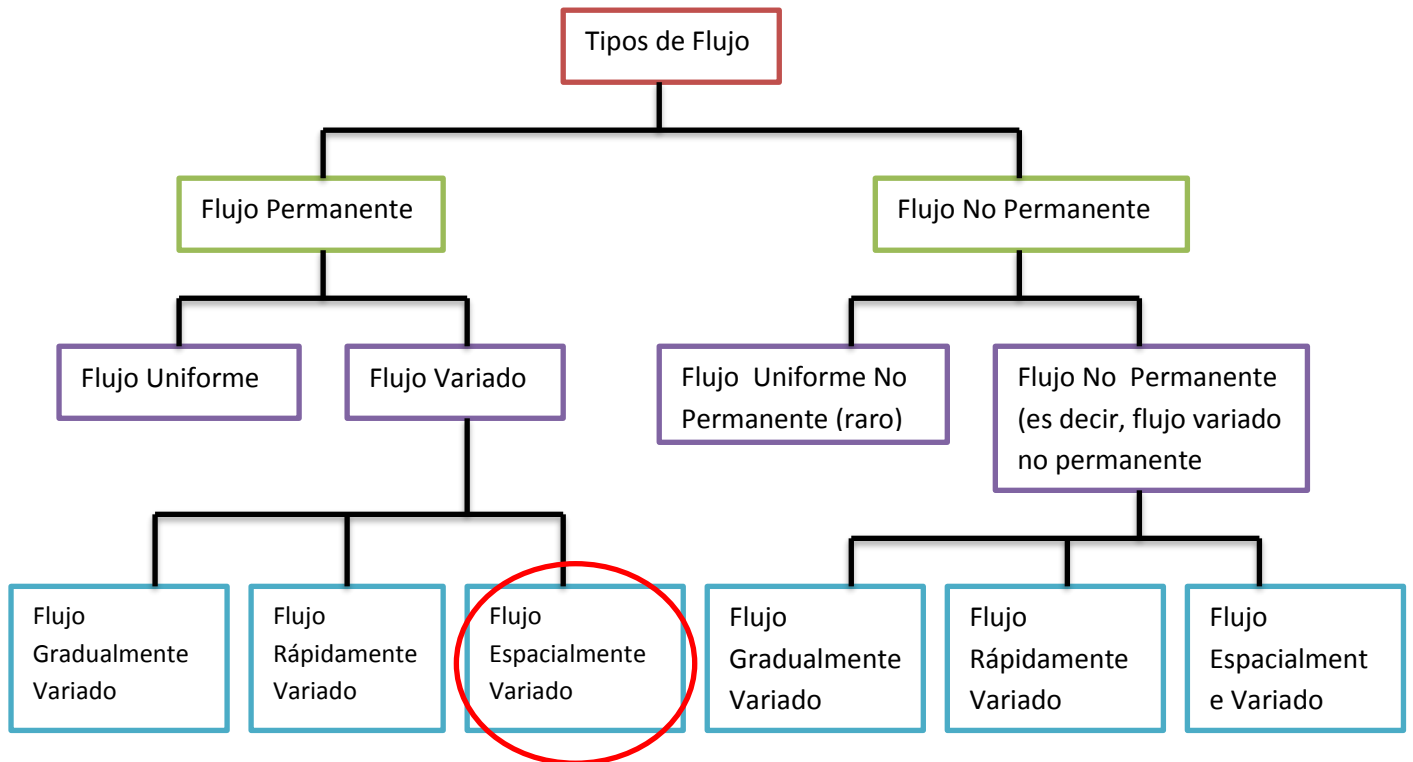 Tipos de Flujo
Flujo Permanente
Flujo No Permanente
Flujo Uniforme
Flujo Variado
Flujo Uniforme No
Permanente (raro)
Flujo No Permanente
(es decir, flujo variado
no permanente
Flujo
Gradualmente
Variado
Flujo
Rápidamente
Variado
Flujo
Espacialmente
Variado
Flujo
Gradualmente
Variado
Flujo
Rápidamente
Variado
Flujo
Espacialment
e Variado